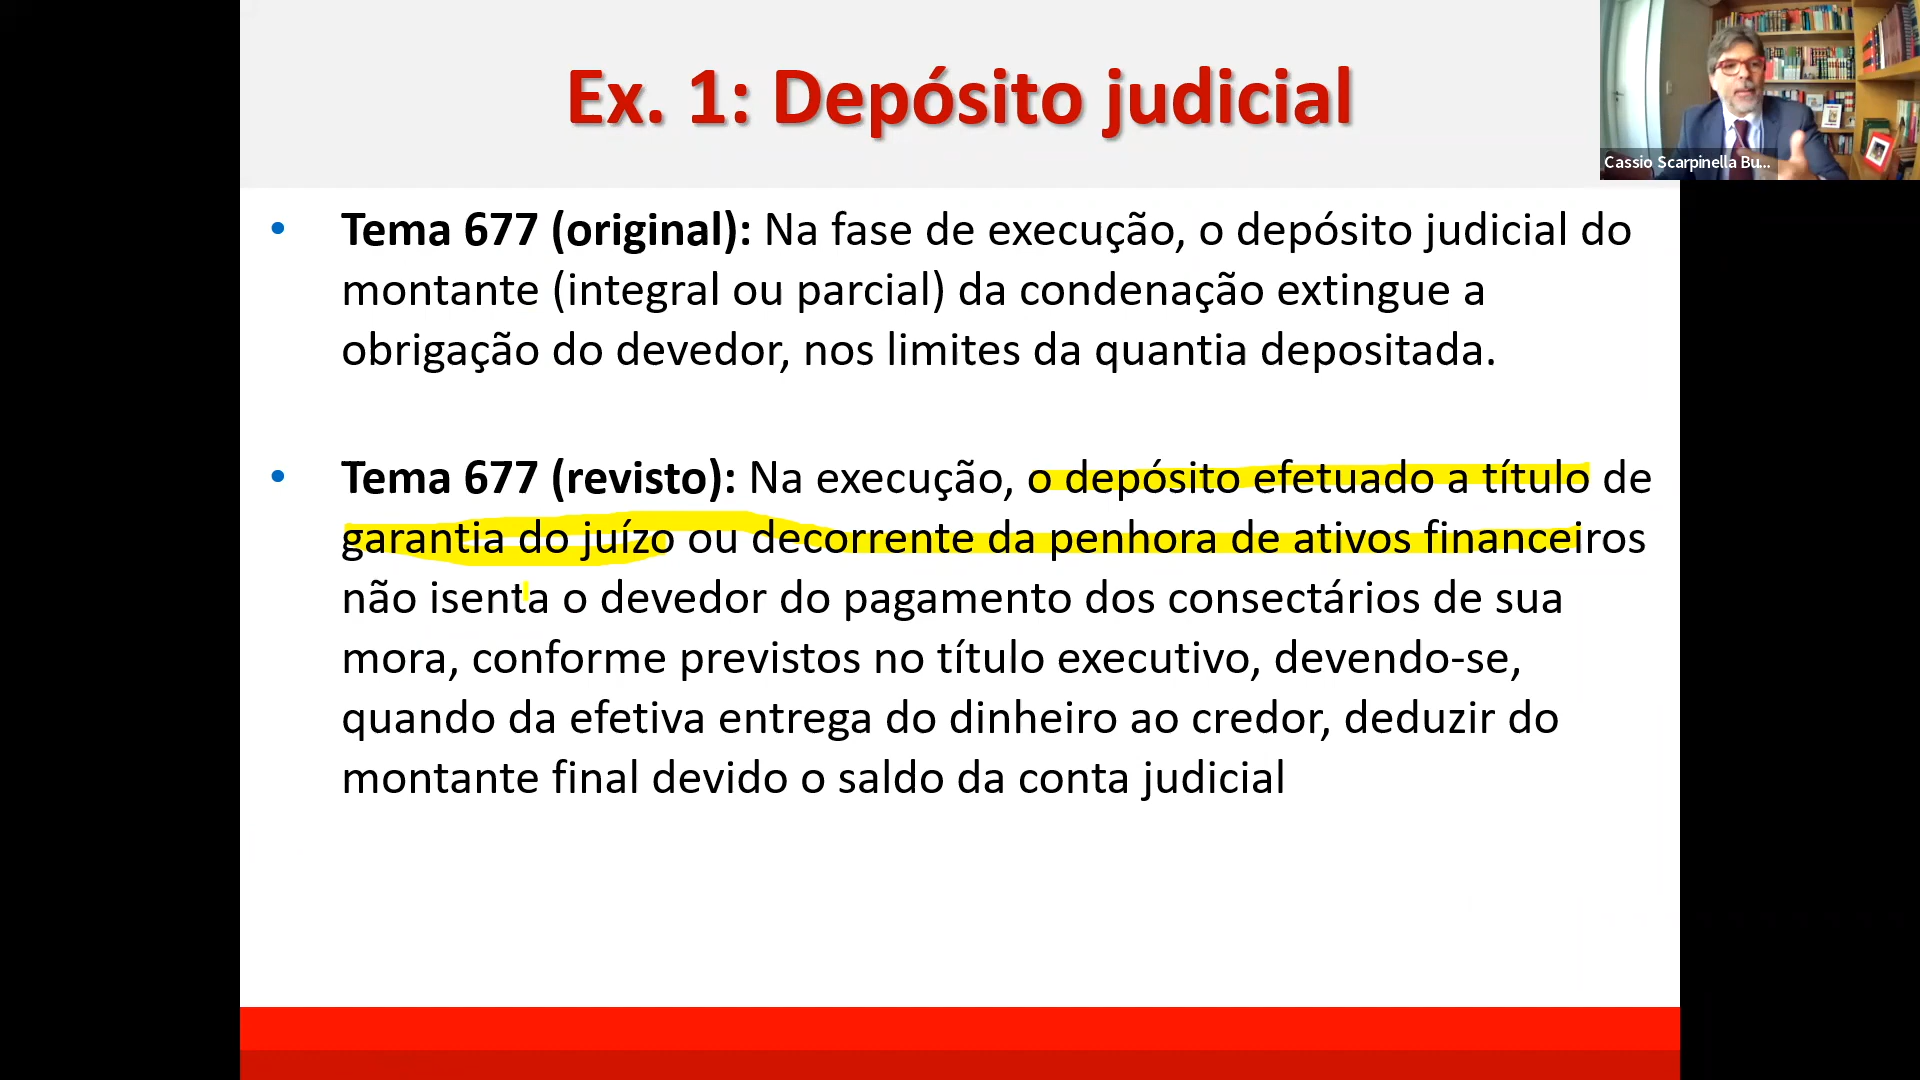 Ex. 1: Depósito judicial
Cassio Scarpinella Bu...
• Tema 677 (original): Na fase de execução, o depósito judicial do
montante (integral ou parcial) da condenação extingue a
obrigação do devedor, nos limites da quantia depositada.
• Tema 677 (revisto): Na execução, o depósito efetuado a título de
garantia do juízo ou decorrente da penhora de ativos financeiros
não isenta o devedor do pagamento dos consectários de sua
mora, conforme previstos no título executivo, devendo-se,
quando da efetiva entrega do dinheiro ao credor, deduzir do
montante final devido o saldo da conta judicial